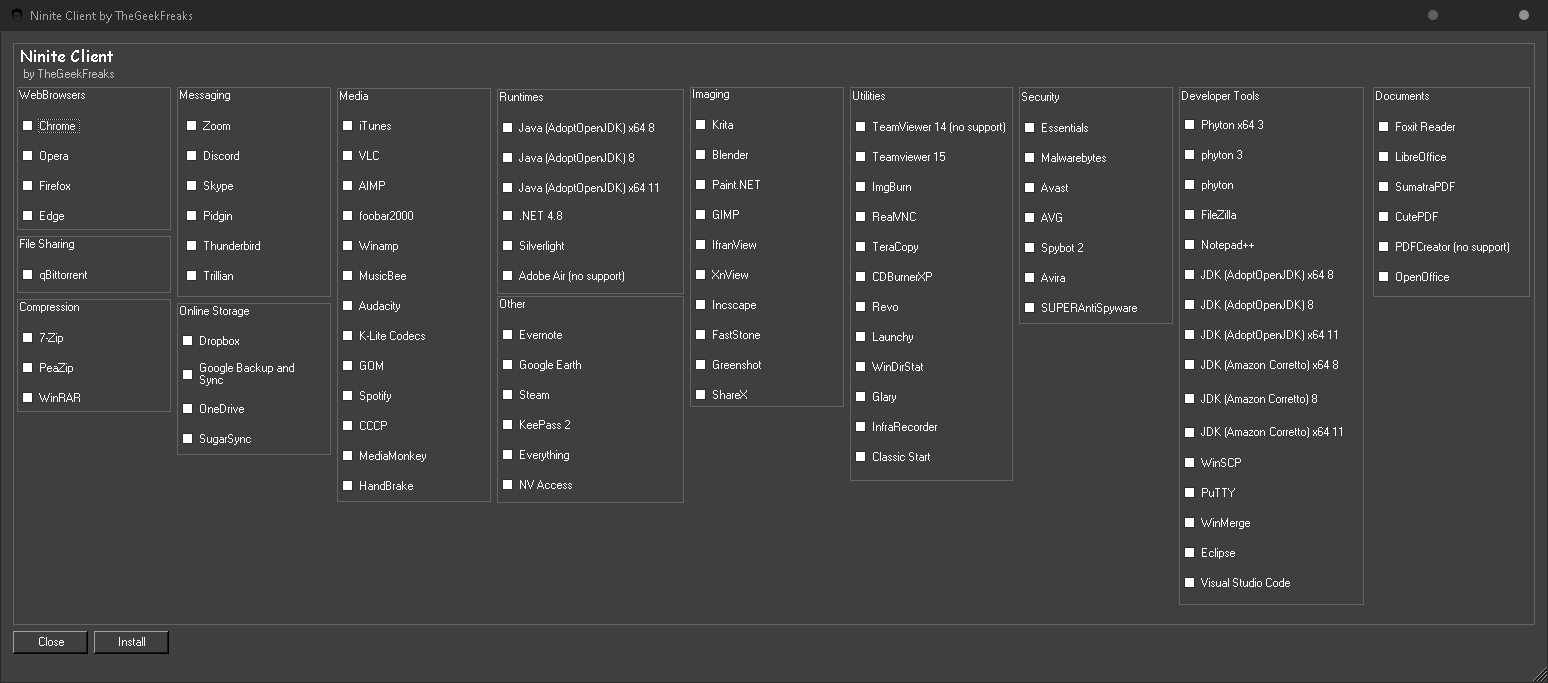 Ninite Client by TheGeekFreaks
Ninite Client
by TheGeekFreaks
WebBrowsers
Chrome
Opera
Firefox
Edge
File Sharing
qBittorrent
Compression
7-Zip
PeaZip
WinRAR
Messaging
Zoom
Discord
Skype
Pidgin
Thunderbird
Trillian
Online Storage
Dropbox
Google Backup and
Sync
OneDrive
SugarSync
Media
iTunes
VLC
AIMP
foobar2000
Winamp
MusicBee
Audacity
K-Lite Codecs
GOM
Spotify
CCCP
MediaMonkey
HandBrake
Runtimes
Java (AdoptOpenJDK) x64 8
Java (AdoptOpenJDK) 8
Java (AdoptOpenJDK) x64 11
.NET 4.8
Silverlight
Adobe Air (no support)
Other
Evernote
Google Earth
Steam
KeePass 2
Everything
NV Access
Imaging
Krita
Blender
Paint.NET
GIMP
IfranView
XnView
Incscape
FastStone
Greenshot
ShareX
Utilities
TeamViewer 14 (no support)
Teamviewer 15
ImgBurn
RealVNC
TeraCopy
CDBurnerXP
Revo
Launchy
WinDirStat
Glary
InfraRecorder
Classic Start
Security
Essentials
Malwarebytes
Avast
AVG
Spybot 2
Avira
SUPERAntiSpyware
Developer Tools
Phyton x64 3
phyton 3
phyton
FileZilla
Notepad++
JDK (AdoptOpenJDK) x64 8
JDK (AdoptOpenJDK) 8
JDK (AdoptOpenJDK) x64 11
JDK (Amazon Corretto) x64 8
JDK (Amazon Corretto) 8
JDK (Amazon Corretto) x64 11
WinSCP
PuTTY
WinMerge
Eclipse
Visual Studio Code
Documents
Foxit Reader
LibreOffice
SumatraPDF
CutePDF
PDFCreator (no support)
OpenOffice
Close
Install